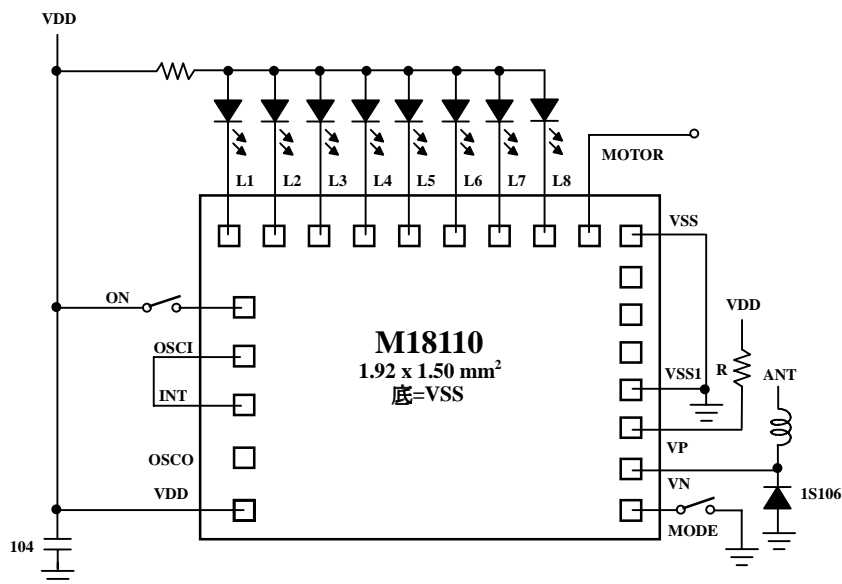 VDD
MOTOR
L1 L2 L3 L4 L5 L6 L7 L8
VSS
ON
VDD
M18110
1.92 x 1.50 mm²
底=VSS
OSCI
R
VSS1
ANT
INT
VP
OSCO
VN
VDD
1S106
MODE
104